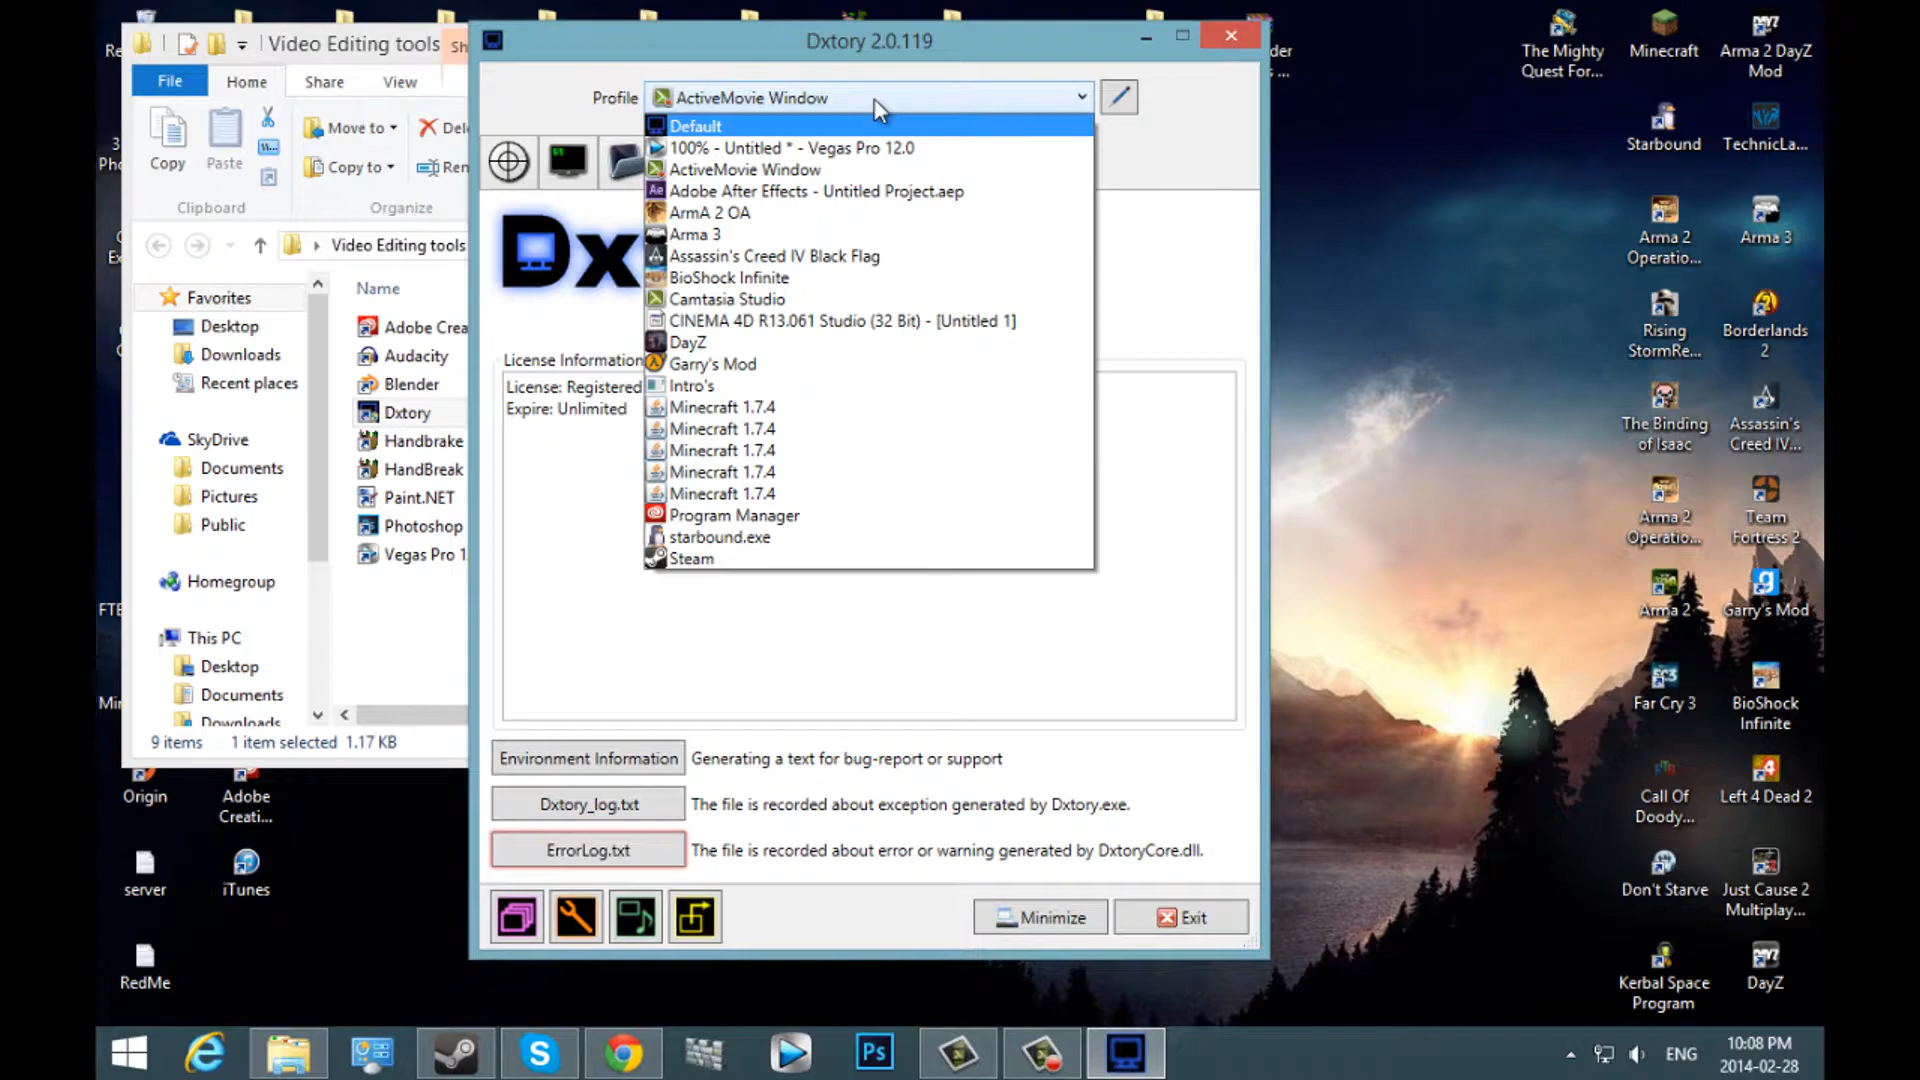 Video Editing tools
Sh
File
Home
Share
View
Copy
Paste
Move to
Copy to
Del
Ren
Clipboard
Organize
Video Editing tools
Favorites
Desktop
Downloads
Recent places
SkyDrive
Documents
Pictures
Public
Homegroup
This PC
Desktop
Documents
Downloads
Name
Adobe Crea
Audacity
Blender
Dxtory
Handbrake
HandBreak
Paint.NET
Photoshop
Vegas Pro 1
9 items
1 item selected 1.17 KB
Dxtory 2.0.119
Profile
ActiveMovie Window
Default
100% - Untitled * - Vegas Pro 12.0
ActiveMovie Window
Adobe After Effects - Untitled Project.aep
ArmA 2 OA
Arma 3
Assassin's Creed IV Black Flag
BioShock Infinite
Camtasia Studio
CINEMA 4D R13.061 Studio (32 Bit) - [Untitled 1]
DayZ
Garry's Mod
Intro's
Minecraft 1.7.4
Minecraft 1.7.4
Minecraft 1.7.4
Minecraft 1.7.4
Minecraft 1.7.4
Program Manager
starbound.exe
Steam
Dx
License Information
License: Registered
Expire: Unlimited
Environment Information
Generating a text for bug-report or support
Dxtory_log.txt
The file is recorded about exception generated by Dxtory.exe.
ErrorLog.txt
The file is recorded about error or warning generated by DxtoryCore.dll.
Minimize
Exit
The Mighty
Quest For...
Minecraft
Arma 2 DayZ
Mod
Starbound
TechnicLa...
Arma 2
Operatio...
Arma 3
Rising
StormRe...
Borderlands
2
The Binding
of Isaac
Assassin's
Creed IV...
Arma 2
Operatio...
Team
Fortress 2
Arma 2
Garry's Mod
Far Cry 3
BioShock
Infinite
Call Of
Doody...
Left 4 Dead 2
Don't Starve
Just Cause 2
Multiplay...
Kerbal Space
Program
DayZ
Origin
Adobe
Creati...
server
iTunes
RedMe
Ps
ENG
10:08 PM
2014-02-28